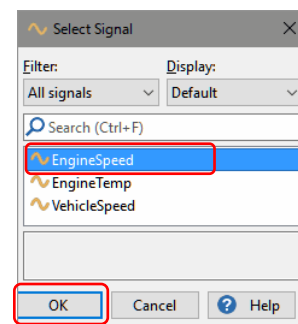 Select Signal
Filter: Display:
All signals Default
Search (Ctrl+F)
EngineSpeed
EngineTemp
VehicleSpeed
OK Cancel Help